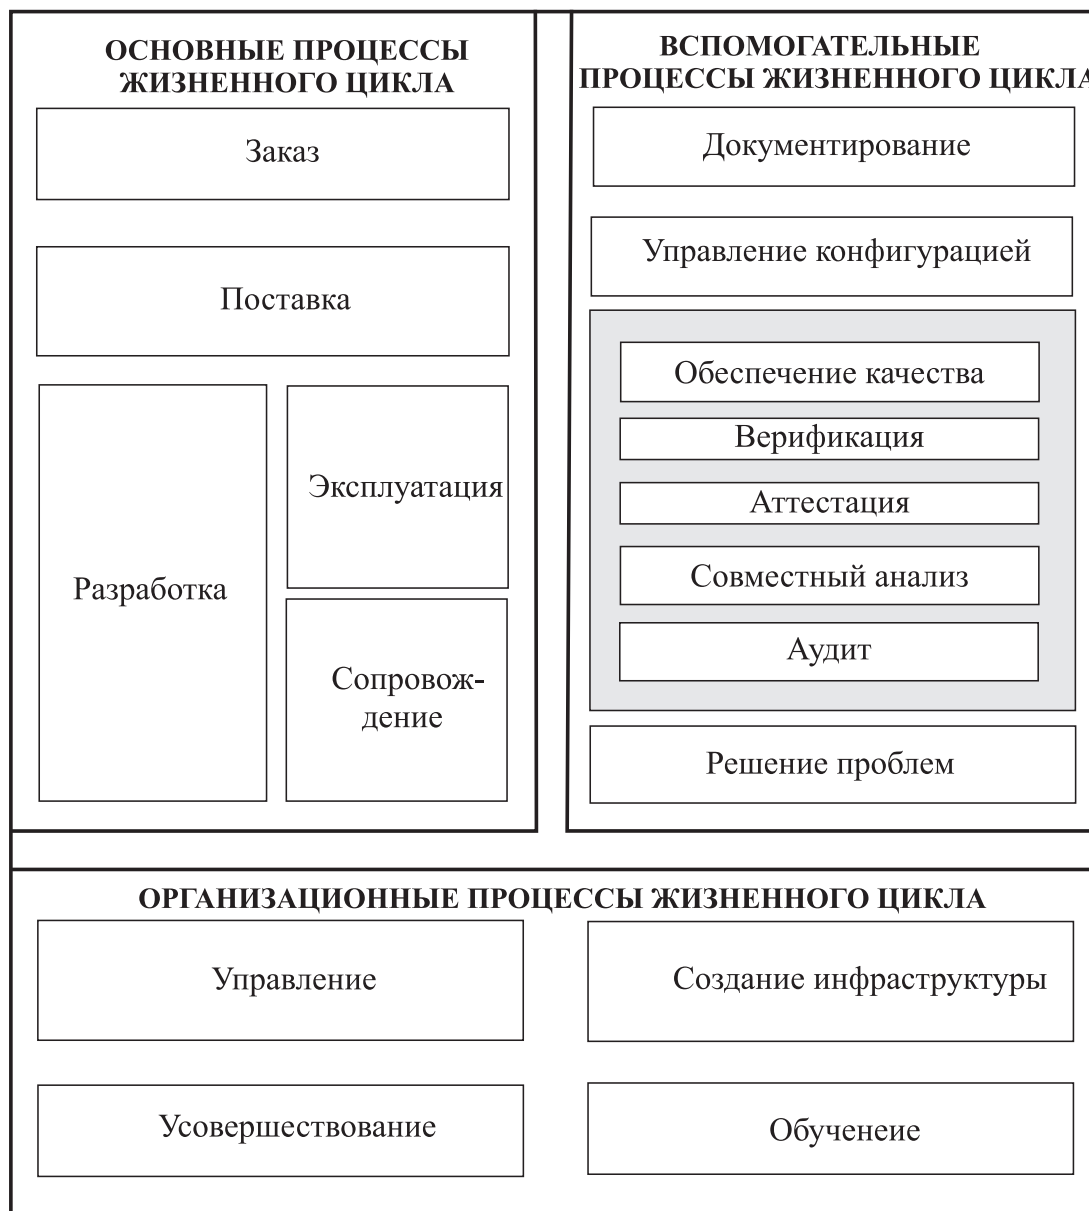 ОСНОВНЫЕ ПРОЦЕССЫ
ЖИЗНЕННОГО ЦИКЛА
Заказ
Поставка
Разработка
Эксплуатация
Сопровож-
дение
ВСПОМОГАТЕЛЬНЫЕ
ПРОЦЕССЫ ЖИЗНЕННОГО ЦИКЛА
Документирование
Управление конфигурацией
Обеспечение качества
Верификация
Аттестация
Совместный анализ
Аудит
Решение проблем
ОРГАНИЗАЦИОННЫЕ ПРОЦЕССЫ ЖИЗНЕННОГО ЦИКЛА
Управление
Создание инфраструктуры
Усовершествование
Обученеие